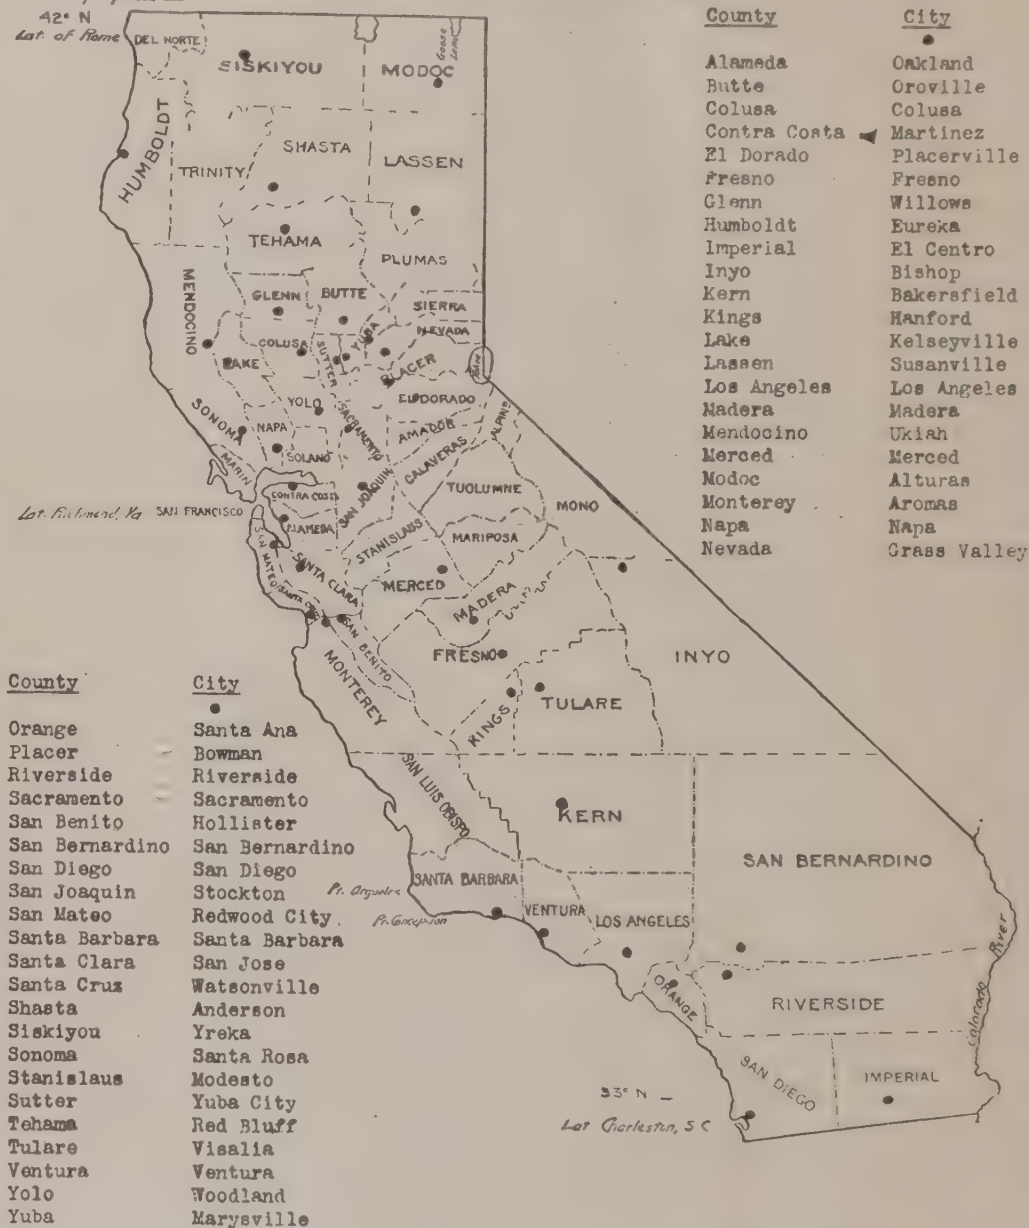 42° N
Lat. of Rome
DEL NORTE
SISKIYOU
MODOC
Goose Lake
HUMBOLDT
TRINITY
SHASTA
LASSEN
TEHAMA
PLUMAS
MENDOCINO
GLENN
BUTTE
SIERRA
NEVADA
YUBA
COLUSA
SUTTER
LAKE
PLACER
EL DORADO
YOLO
SONOMA
NAPA
SACRAMENTO
AMADOR
ALPINE
SOLANO
MARIN
CALAVERAS
CONTRA COSTA
SAN JOAQUIN
TUOLUMNE
MONO
Lat. Richmond, Va
SAN FRANCISCO
ALAMEDA
STANISLAUS
MARIPOSA
SAN MATEO
SANTA CLARA
MERCED
SANTA CRUZ
MADERA
SAN BENITO
FRESNO
INYO
MONTEREY
KINGS
TULARE
SAN LUIS OBISPO
KERN
SAN BERNARDINO
SANTA BARBARA
Pt. Arguello
Pt. Concepcion
VENTURA
LOS ANGELES
ORANGE
RIVERSIDE
Colorado River
SAN DIEGO
IMPERIAL
33° N
Lat Charleston, S C
County City
Alameda Oakland
Butte Oroville
Colusa Colusa
Contra Costa Martinez
El Dorado Placerville
Fresno Fresno
Glenn Willows
Humboldt Eureka
Imperial El Centro
Inyo Bishop
Kern Bakersfield
Kings Hanford
Lake Kelseyville
Lassen Susanville
Los Angeles Los Angeles
Madera Madera
Mendocino Ukiah
Merced Merced
Modoc Alturas
Monterey Aromas
Napa Napa
Nevada Grass Valley
County City
Orange Santa Ana
Placer Bowman
Riverside Riverside
Sacramento Sacramento
San Benito Hollister
San Bernardino San Bernardino
San Diego San Diego
San Joaquin Stockton
San Mateo Redwood City.
Santa Barbara Santa Barbara
Santa Clara San Jose
Santa Cruz Watsonville
Shasta Anderson
Siskiyou Yreka
Sonoma Santa Rosa
Stanislaus Modesto
Sutter Yuba City
Tehama Red Bluff
Tulare Visalia
Ventura Ventura
Yolo Woodland
Yuba Marysville